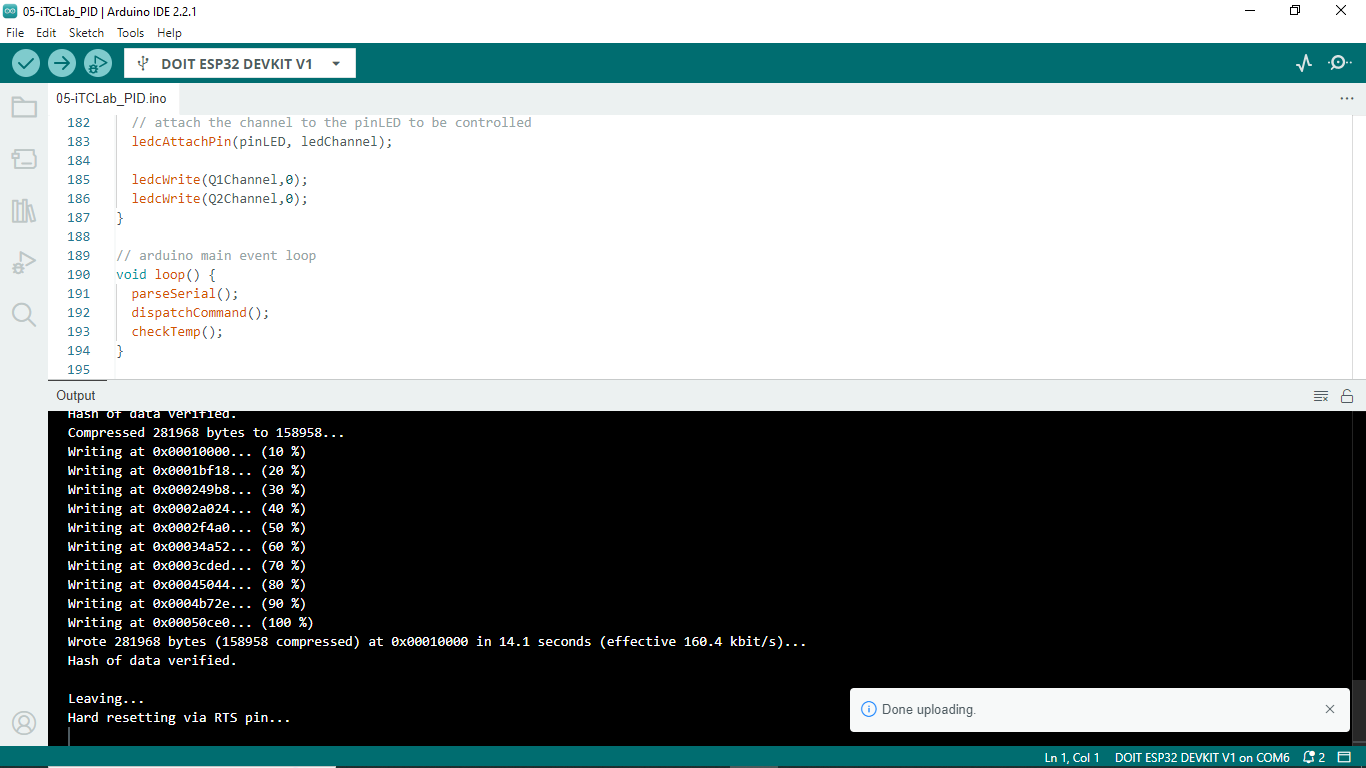 05-iTCLab_PID | Arduino IDE 2.2.1
File Edit Sketch Tools Help
DOIT ESP32 DEVKIT V1
05-iTCLab_PID.ino
182 // attach the channel to the pinLED to be controlled
183 ledcAttachPin(pinLED, ledChannel);
184
185 ledcWrite(Q1Channel,0);
186 ledcWrite(Q2Channel,0);
187 }
188
189 // arduino main event loop
190 void loop() {
191 parseSerial();
192 dispatchCommand();
193 checkTemp();
194 }
195
Output
Hash of data verified.
Compressed 281968 bytes to 158958...
Writing at 0x00010000... (10 %)
Writing at 0x0001bf18... (20 %)
Writing at 0x000249b8... (30 %)
Writing at 0x0002a024... (40 %)
Writing at 0x0002f4a0... (50 %)
Writing at 0x00034a52... (60 %)
Writing at 0x0003cded... (70 %)
Writing at 0x00045044... (80 %)
Writing at 0x0004b72e... (90 %)
Writing at 0x00050ce0... (100 %)
Wrote 281968 bytes (158958 compressed) at 0x00010000 in 14.1 seconds (effective 160.4 kbit/s)...
Hash of data verified.
Leaving...
Hard resetting via RTS pin...
Done uploading.
Ln 1, Col 1 DOIT ESP32 DEVKIT V1 on COM6 2